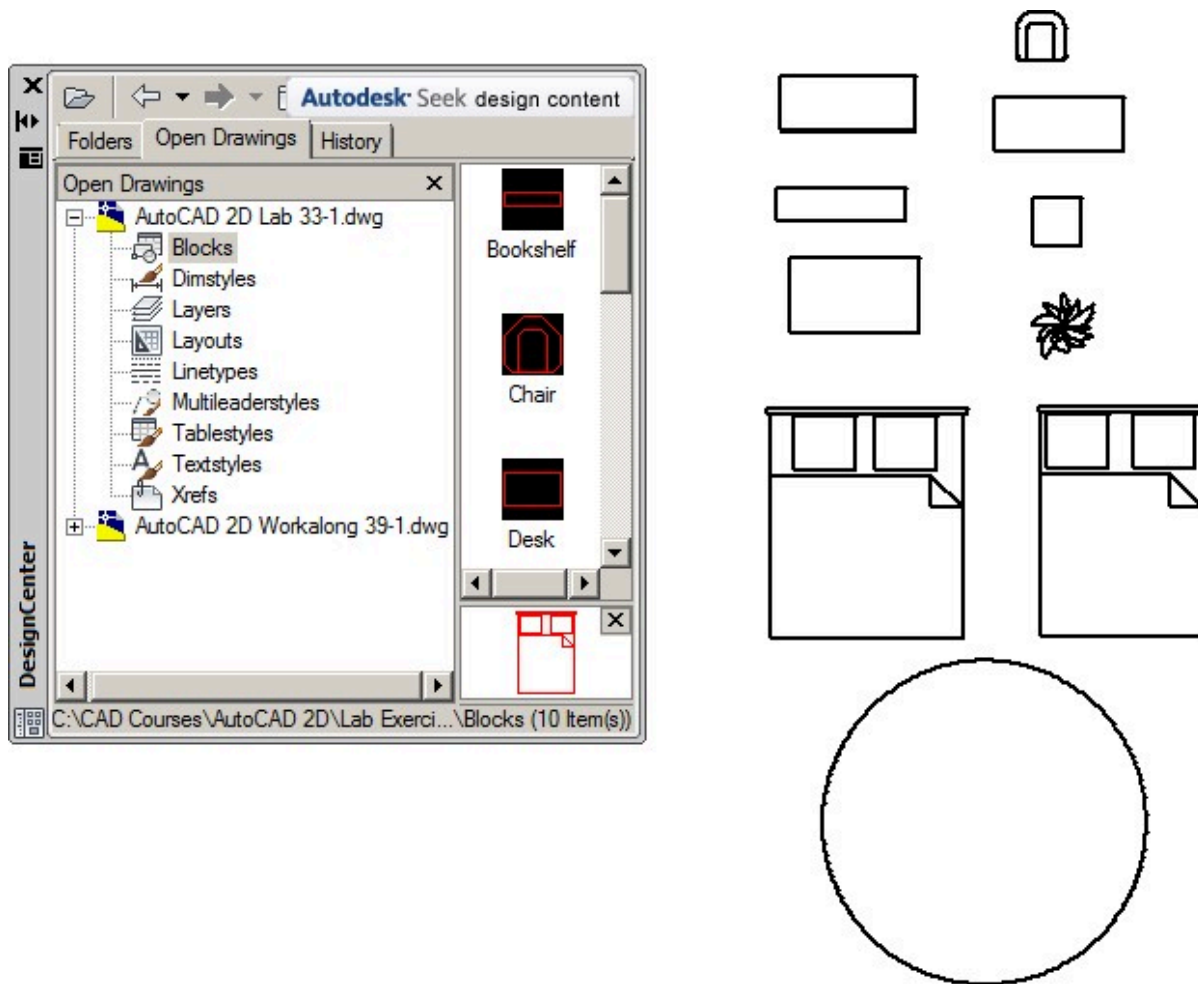 Autodesk Seek design content
Folders
Open Drawings
History
Open Drawings
AutoCAD 2D Lab 33-1.dwg
Blocks
Dimstyles
Layers
Layouts
Linetypes
Multileaderstyles
Tablestyles
Textstyles
Xrefs
AutoCAD 2D Workalong 39-1.dwg
Bookshelf
Chair
Desk
DesignCenter
C:\CAD Courses\AutoCAD 2D\Lab Exerci...\Blocks (10 Item(s))